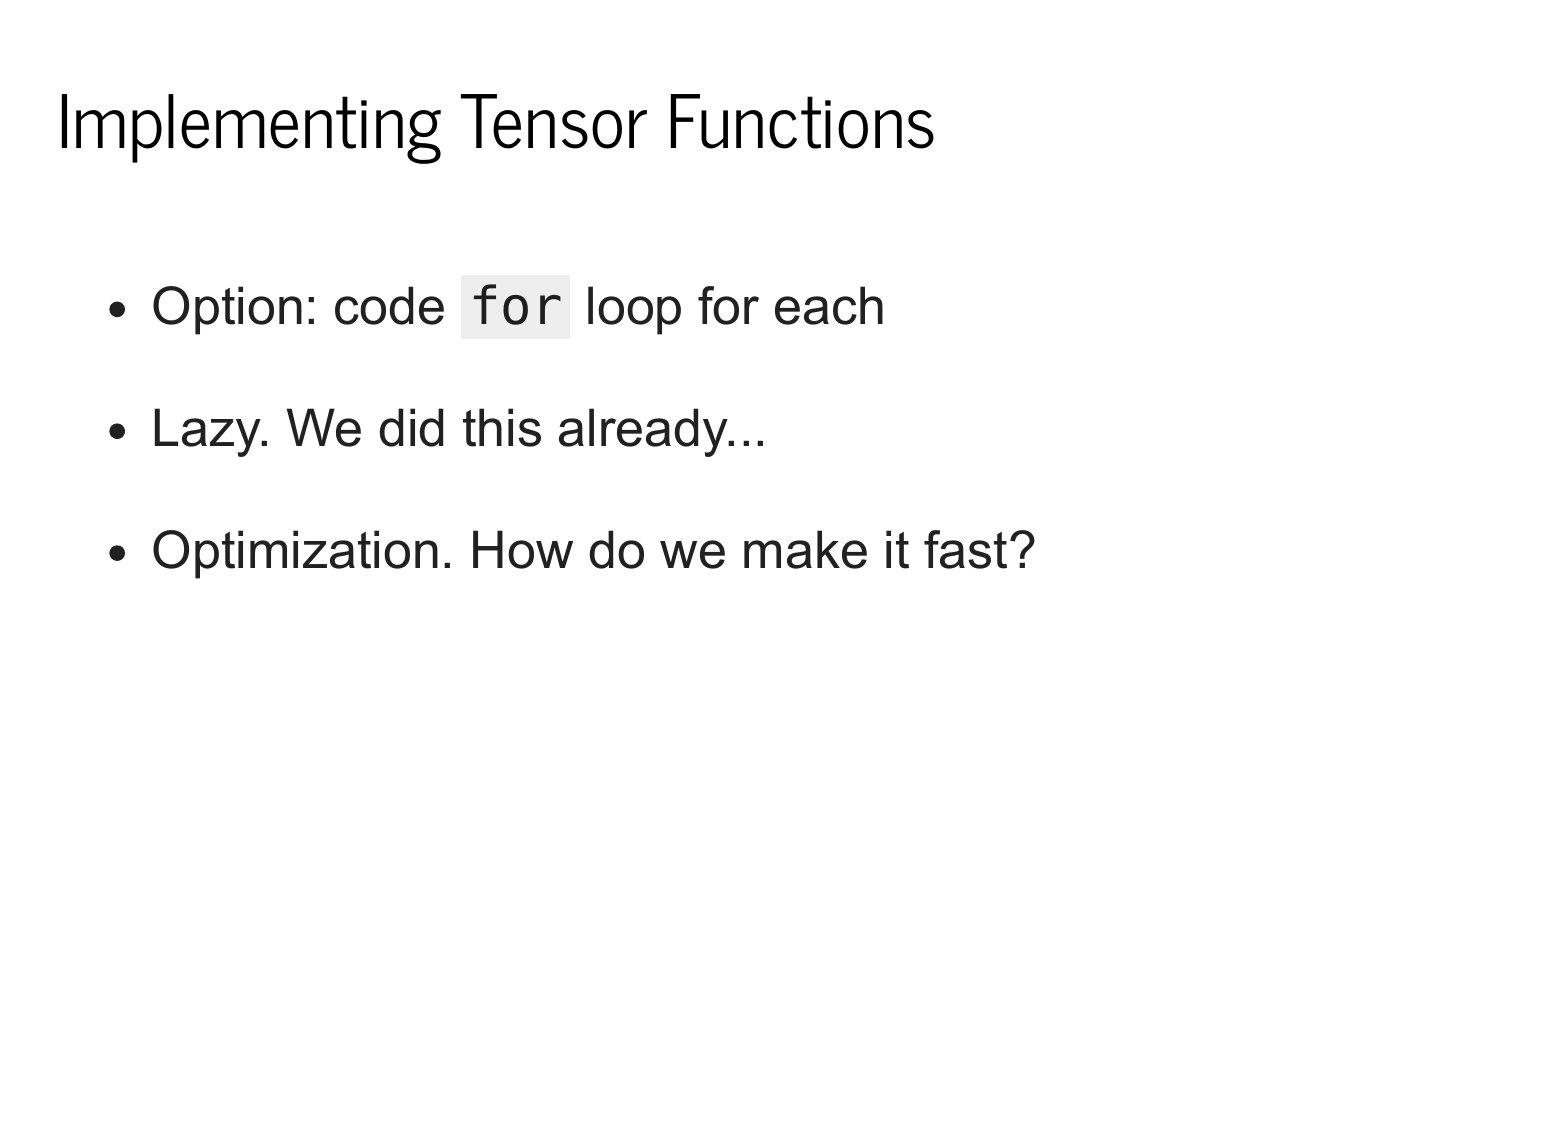 Implementing Tensor Functions
• Option: code for loop for each
• Lazy. We did this already...
• Optimization. How do we make it fast?